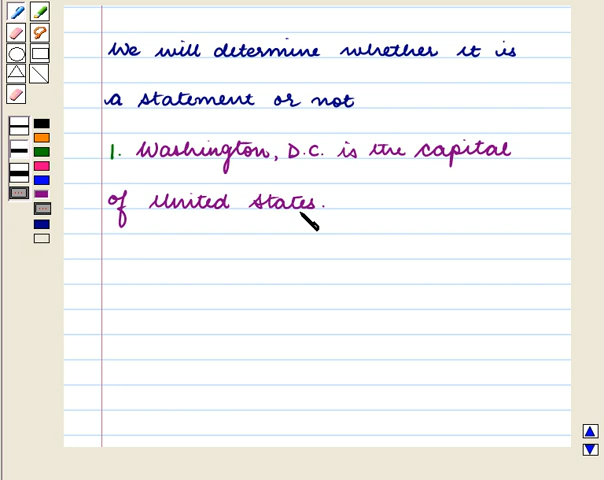 We will determine whether it is
a statement or not
1. Washington, D.C. is the capital
of United States.